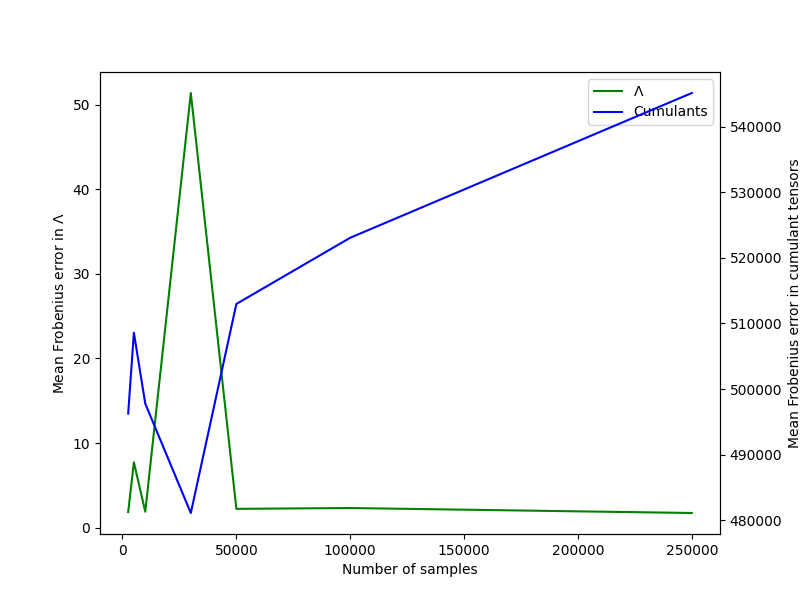 Λ
Cumulants
Mean Frobenius error in Λ
50
40
30
20
10
0
540000
530000
520000
510000
500000
490000
480000
Mean Frobenius error in cumulant tensors
0 50000 100000 150000 200000 250000
Number of samples